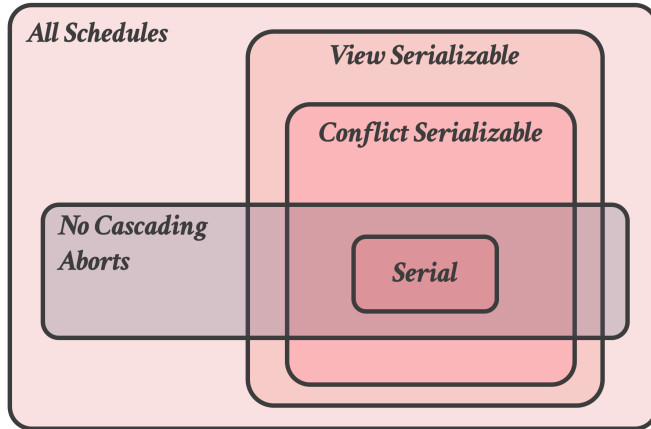 All Schedules
View Serializable
Conflict Serializable
No Cascading
Aborts
Serial